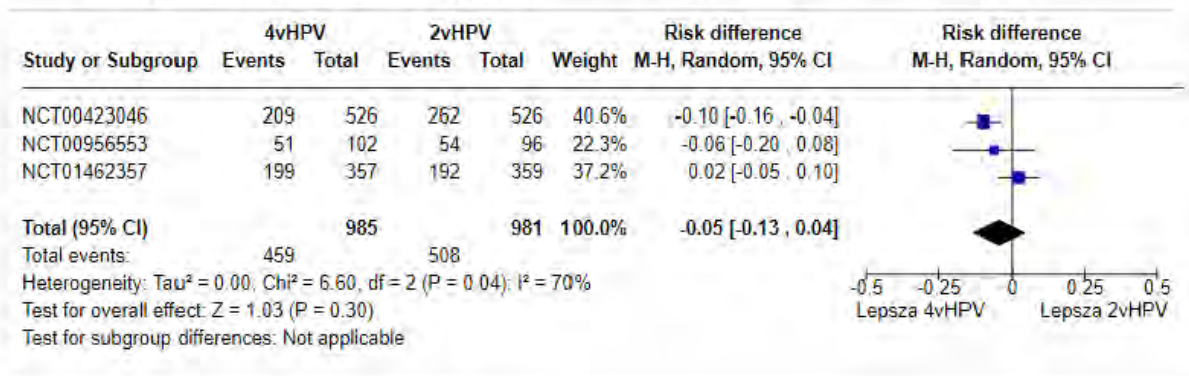 4vHPV 2vHPV Risk difference Risk difference
Study or Subgroup Events Total Events Total Weight M-H, Random, 95% CI M-H, Random, 95% CI
NCT00423046 209 526 262 526 40.6% -0.10 [-0.16 , -0.04]
NCT00956553 51 102 54 96 22.3% -0.06 [-0.20 , 0.08]
NCT01462357 199 357 192 359 37.2% 0.02 [-0.05 , 0.10]
Total (95% CI) 985 981 100.0% -0.05 [-0.13 , 0.04]
Total events: 459 508
Heterogeneity: Tau² = 0.00, Chi² = 6.60, df = 2 (P = 0.04); I² = 70%
Test for overall effect: Z = 1.03 (P = 0.30)
Test for subgroup differences: Not applicable
-0.5 -0.25 0 0.25 0.5
Lepsza 4vHPV Lepsza 2vHPV